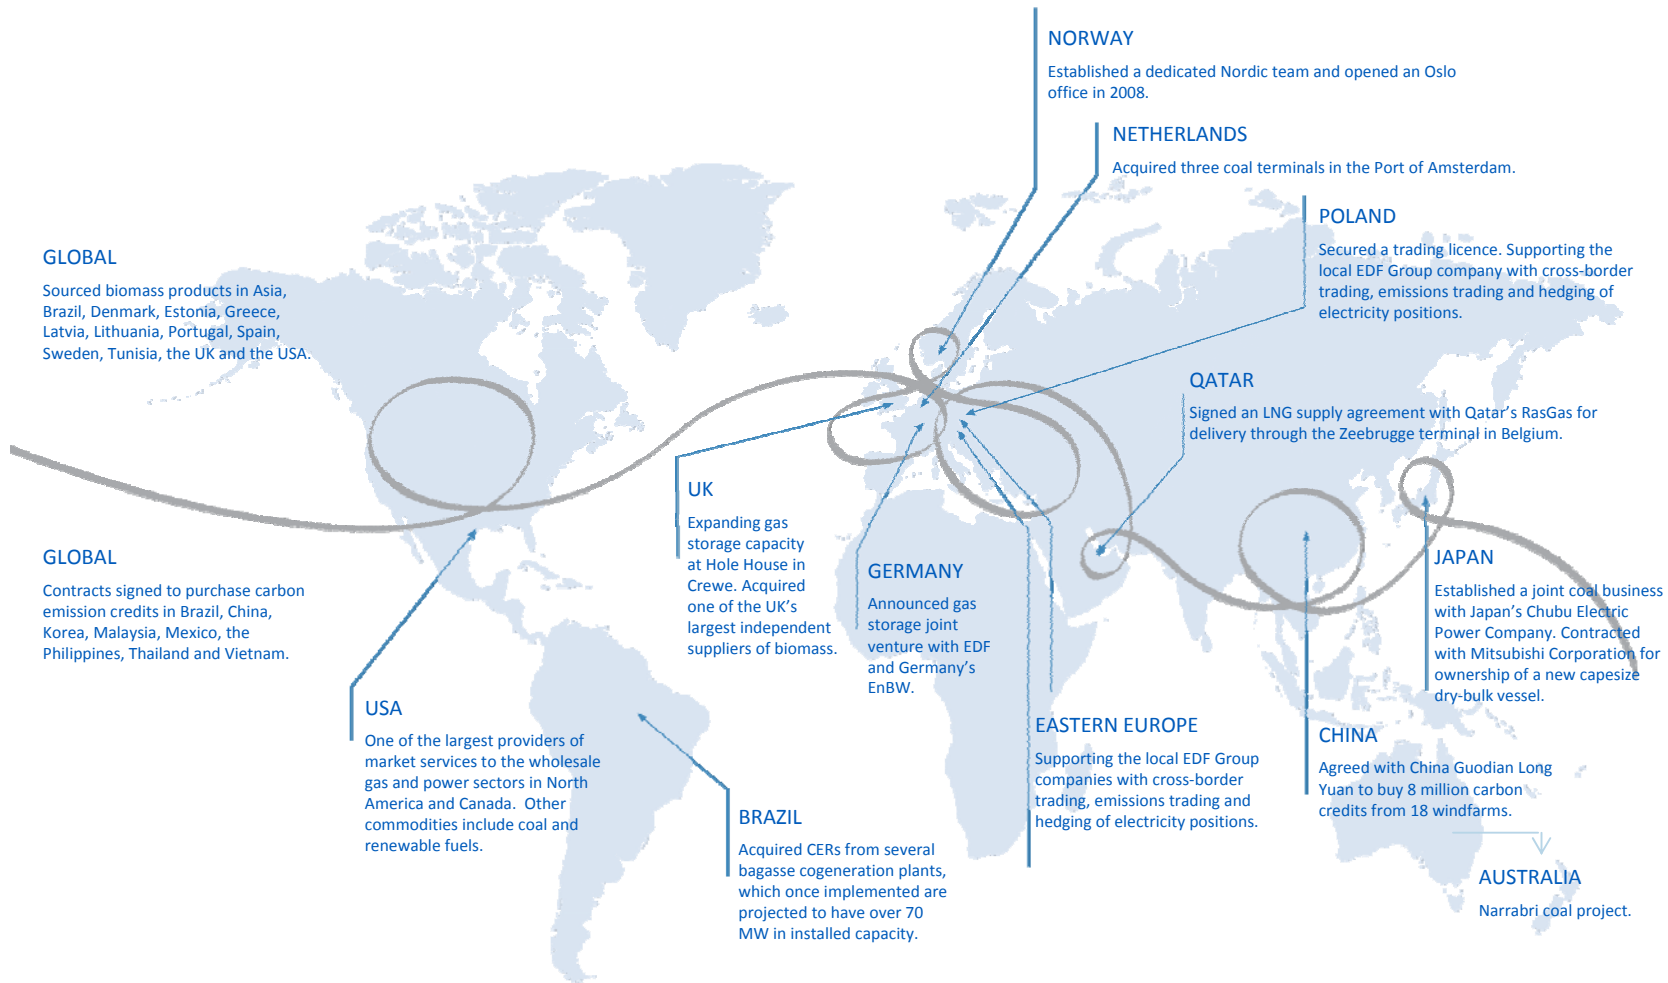 NORWAY
Established a dedicated Nordic team and opened an Oslo
office in 2008.
NETHERLANDS
Acquired three coal terminals in the Port of Amsterdam.
POLAND
Secured a trading licence. Supporting the
local EDF Group company with cross-border
trading, emissions trading and hedging of
electricity positions.
GLOBAL
Sourced biomass products in Asia,
Brazil, Denmark, Estonia, Greece,
Latvia, Lithuania, Portugal, Spain,
Sweden, Tunisia, the UK and the USA.
QATAR
Signed an LNG supply agreement with Qatar's RasGas for
delivery through the Zeebrugge terminal in Belgium.
UK
Expanding gas
storage capacity
at Hole House in
Crewe. Acquired
one of the UK's
largest independent
suppliers of biomass.
GLOBAL
Contracts signed to purchase carbon
emission credits in Brazil, China,
Korea, Malaysia, Mexico, the
Philippines, Thailand and Vietnam.
GERMANY
Announced gas
storage joint
venture with EDF
and Germany's
EnBW.
JAPAN
Established a joint coal business
with Japan's Chubu Electric
Power Company. Contracted
with Mitsubishi Corporation for
ownership of a new capesize
dry-bulk vessel.
USA
One of the largest providers of
market services to the wholesale
gas and power sectors in North
America and Canada.  Other
commodities include coal and
renewable fuels.
EASTERN EUROPE
Supporting the local EDF Group
companies with cross-border
trading, emissions trading and
hedging of electricity positions.
CHINA
Agreed with China Guodian Long
Yuan to buy 8 million carbon
credits from 18 windfarms.
BRAZIL
Acquired CERs from several
bagasse cogeneration plants,
which once implemented are
projected to have over 70
MW in installed capacity.
AUSTRALIA
Narrabri coal project.